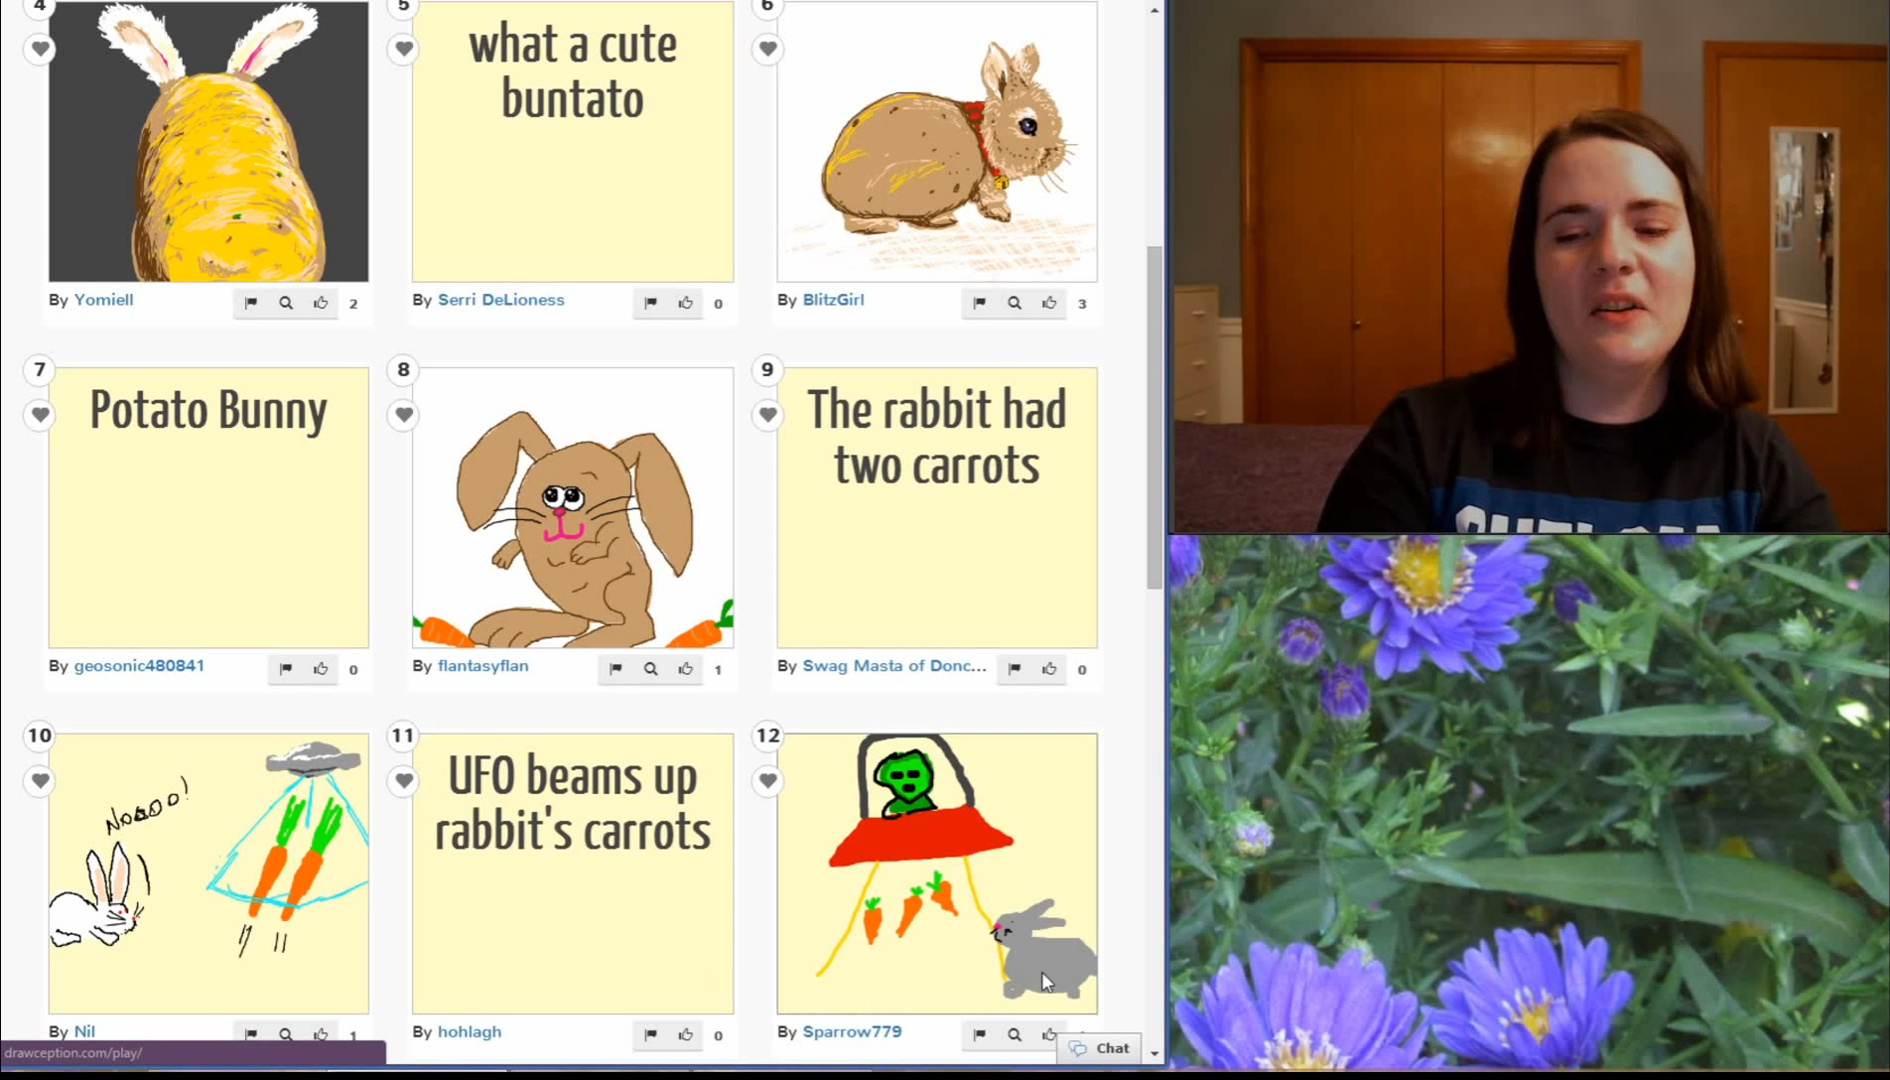 4
5
6
what a cute
buntato
By Yomiell
2
By Serri DeLioness
0
By BlitzGirl
3
7
8
9
Potato Bunny
The rabbit had
two carrots
By geosonic480841
0
By flantasyflan
1
By Swag Masta of Donc...
0
10
11
12
Noooo!
UFO beams up
rabbit's carrots
By Nil
1
By hohlagh
0
By Sparrow779
Chat
drawception.com/play/